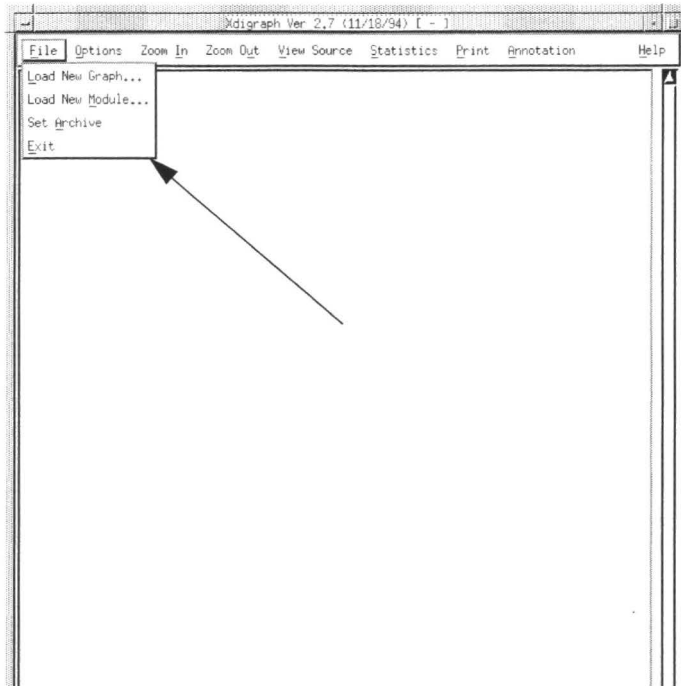 Xdigraph Ver 2.7 (11/18/94) [ - ]
File Options Zoom In Zoom Out View Source Statistics Print Annotation Help
Load New Graph...
Load New Module...
Set Archive
Exit